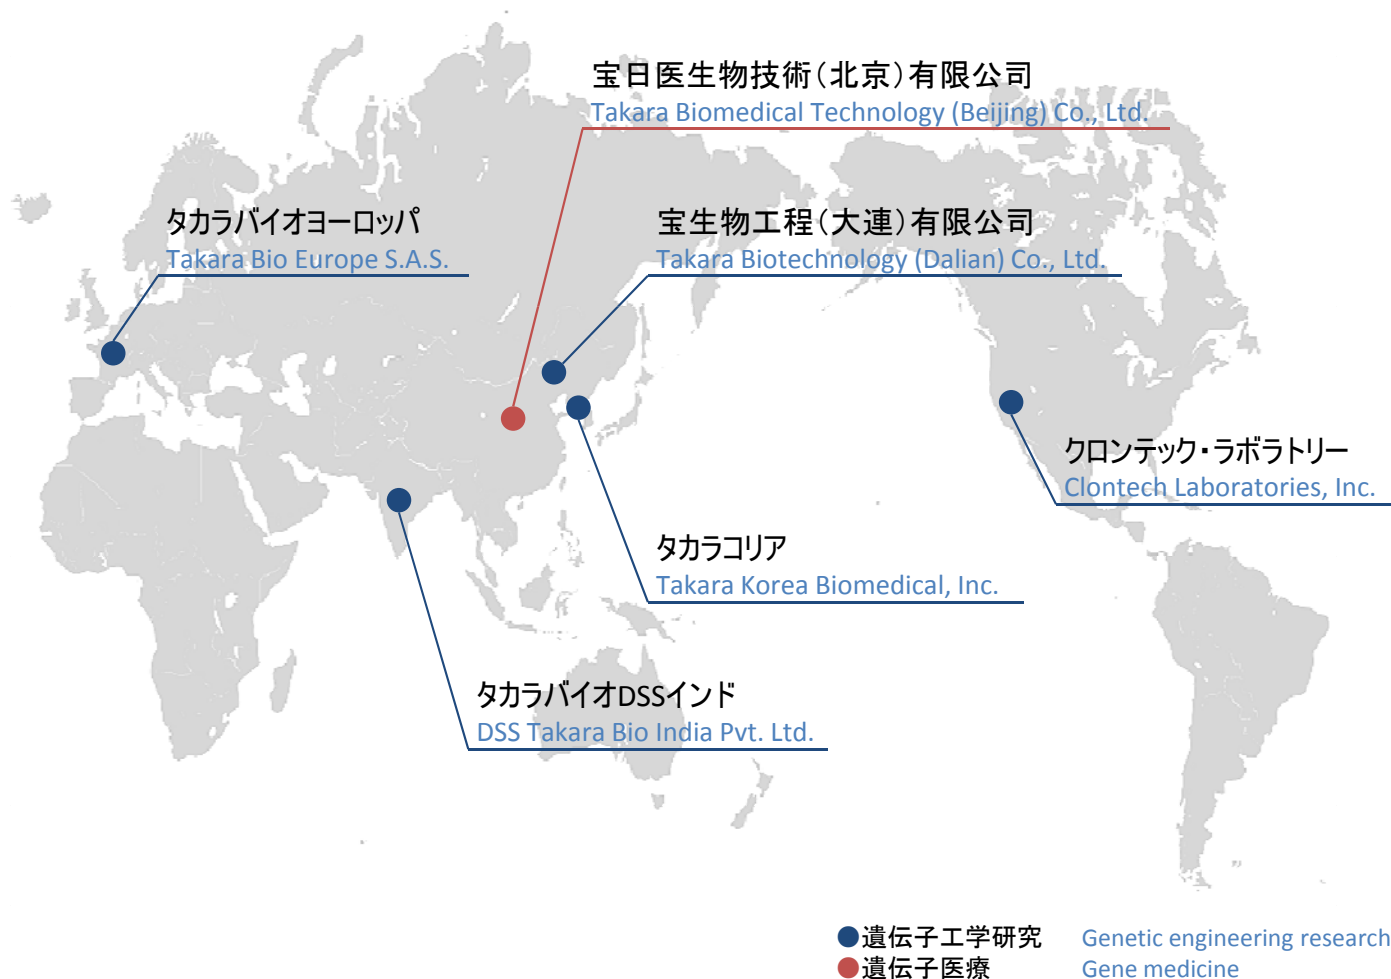 宝日医生物技術（北京）有限公司
Takara Biomedical Technology (Beijing) Co., Ltd.
タカラバイオヨーロッパ
Takara Bio Europe S.A.S.
宝生物工程（大連）有限公司
Takara Biotechnology (Dalian) Co., Ltd.
クロンテック・ラボラトリー
Clontech Laboratories, Inc.
タカラコリア
Takara Korea Biomedical, Inc.
タカラバイオDSSインド
DSS Takara Bio India Pvt. Ltd.
●遺伝子工学研究 Genetic engineering research
●遺伝子医療 Gene medicine